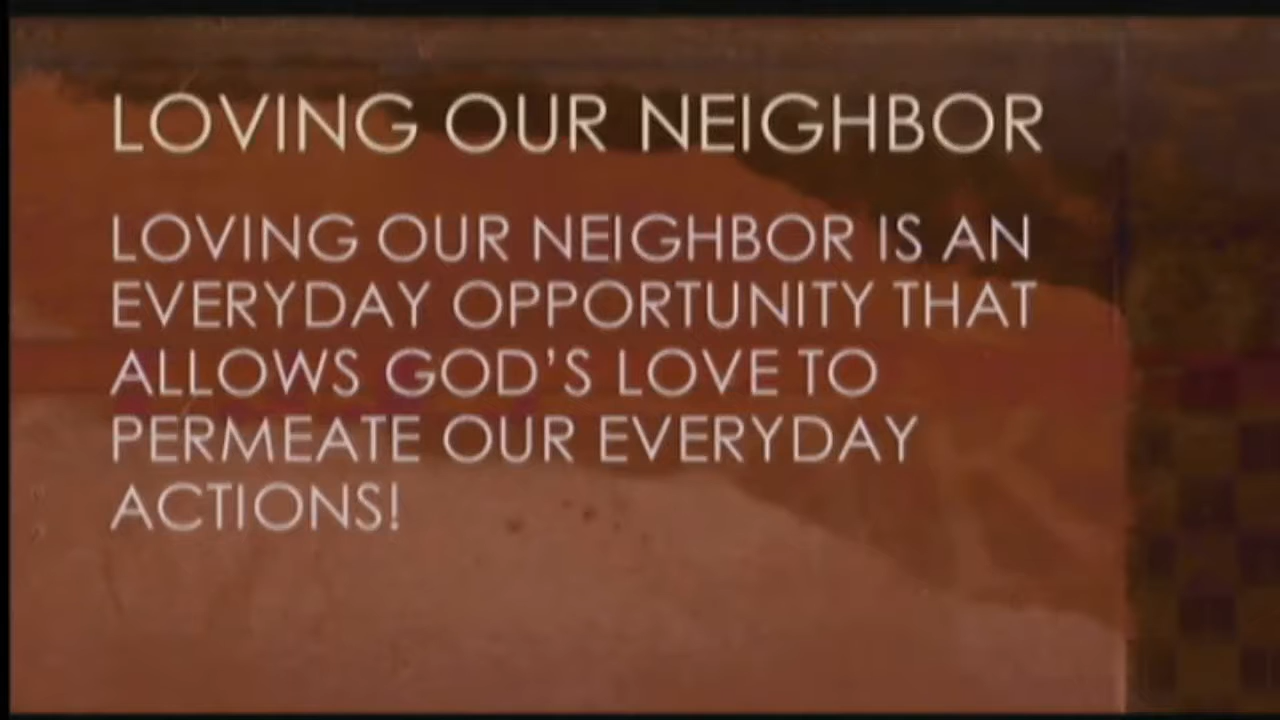 LOVING OUR NEIGHBOR
LOVING OUR NEIGHBOR IS AN
EVERYDAY OPPORTUNITY THAT
ALLOWS GOD’S LOVE TO
PERMEATE OUR EVERYDAY
ACTIONS!